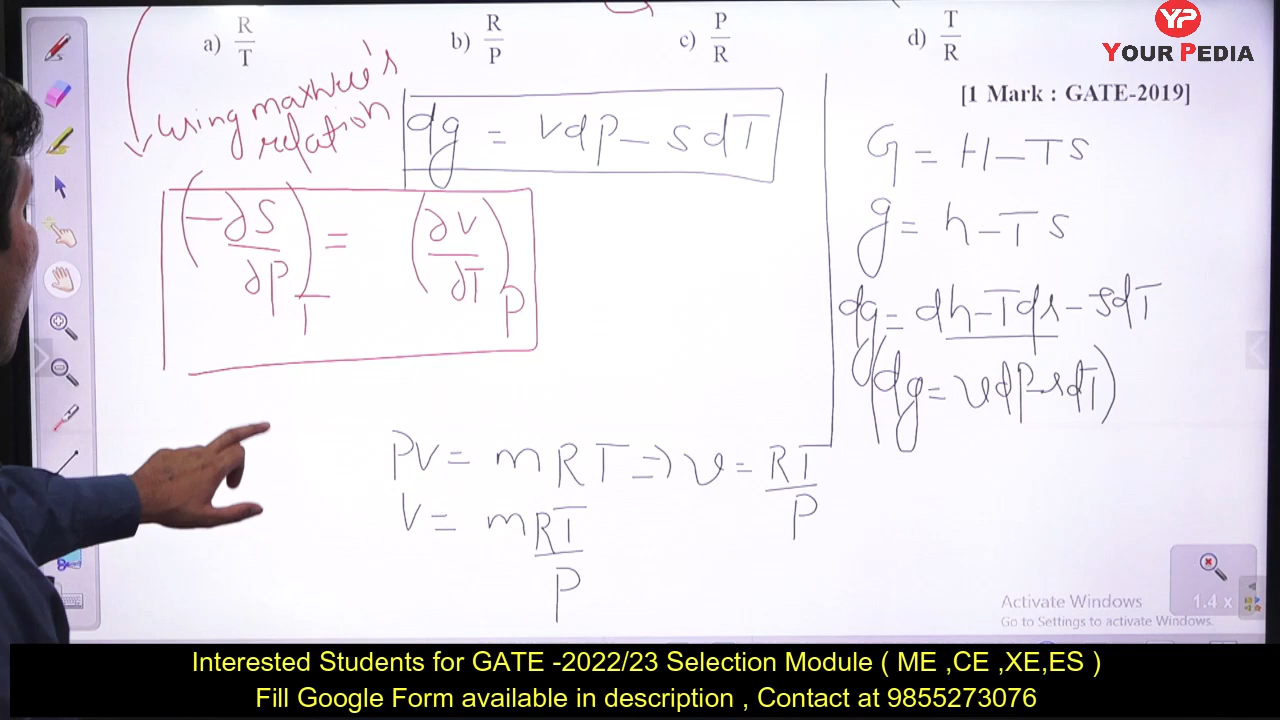 a) R/T b) R/P c) P/R d) T/R
YP
YOUR PEDIA
[1 Mark : GATE-2019]
using maxwell's
relation
dg = vdp - sdT
(-∂S/∂P)T = (∂v/∂T)P
G = H - TS
g = h - Ts
dg = dh - Tds - sdT
(dg = vdp - sdT)
PV = mRT ⇒ v = RT/P
V = mRT/P
1.4 x
Activate Windows
Go to Settings to activate Windows.
Interested Students for GATE -2022/23 Selection Module ( ME ,CE ,XE,ES )
Fill Google Form available in description , Contact at 9855273076